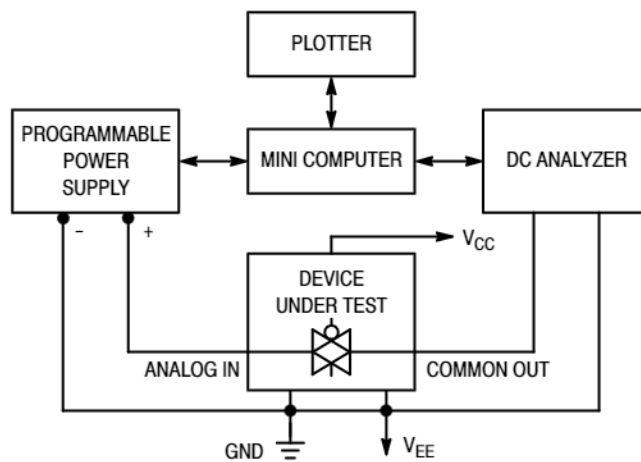 PLOTTER
PROGRAMMABLE
POWER
SUPPLY
MINI COMPUTER
DC ANALYZER
− +
VCC
DEVICE
UNDER TEST
ANALOG IN
COMMON OUT
GND
VEE